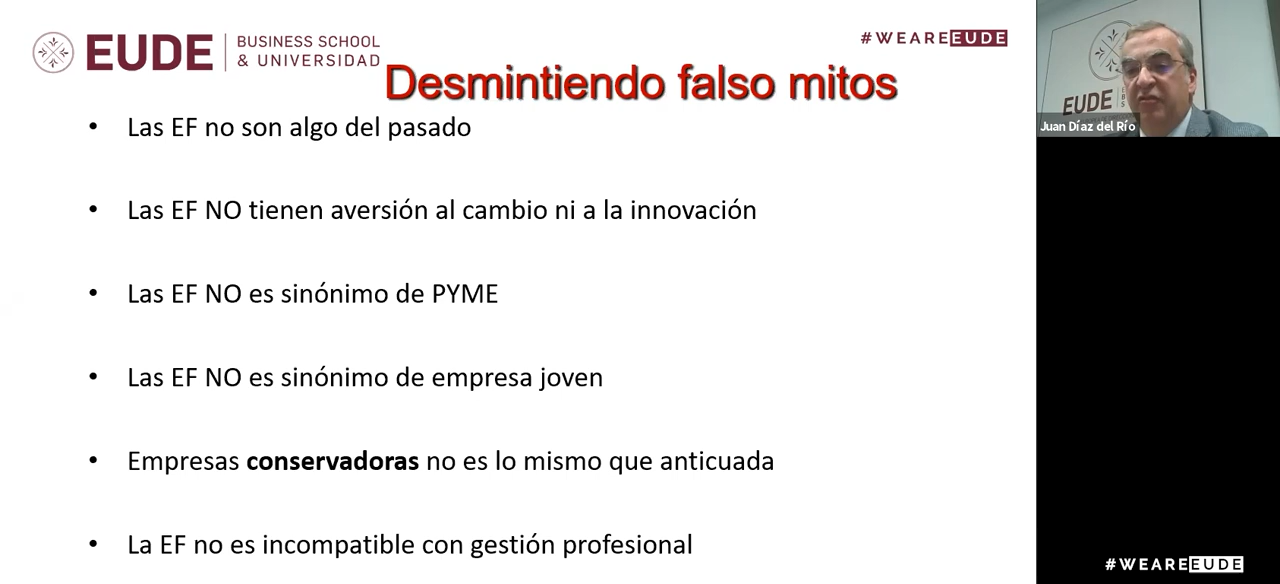 EUDE
BUSINESS SCHOOL
& UNIVERSIDAD
#WEAREEUDE
Desmintiendo falso mitos
• Las EF no son algo del pasado
• Las EF NO tienen aversión al cambio ni a la innovación
• Las EF NO es sinónimo de PYME
• Las EF NO es sinónimo de empresa joven
• Empresas conservadoras no es lo mismo que anticuada
• La EF no es incompatible con gestión profesional
EUDE
Juan Díaz del Río
#WEAREEUDE